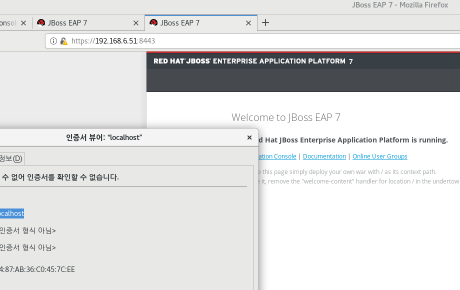 JBoss EAP 7 - Mozilla Firefox
JBoss EAP 7
JBoss EAP 7
https://192.168.6.51:8443
RED HAT JBOSS ENTERPRISE APPLICATION PLATFORM 7
Welcome to JBoss EAP 7
Hat JBoss Enterprise Application Platform is running.
Console | Documentation | Online User Groups
this page simply deploy your own war with / as its context path.
it, remove the "welcome-content" handler for location / in the undertow
인증서 뷰어: "localhost"
정보(D)
수 없어 인증서를 확인할 수 없습니다.
ocalhost
인증서 형식 아님>
인증서 형식 아님>
4:87:AB:36:C0:45:7C:EE